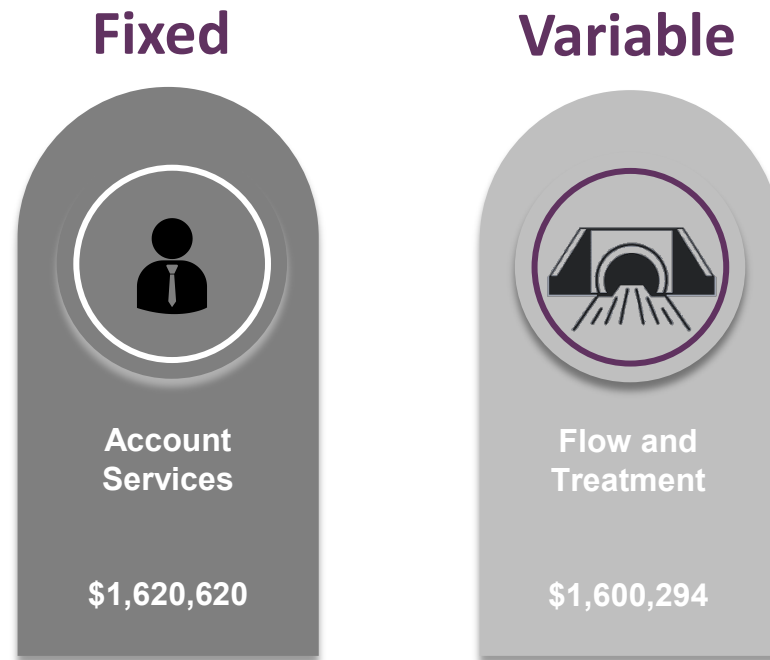 Fixed
Account
Services
$1,620,620
Variable
Flow and
Treatment
$1,600,294